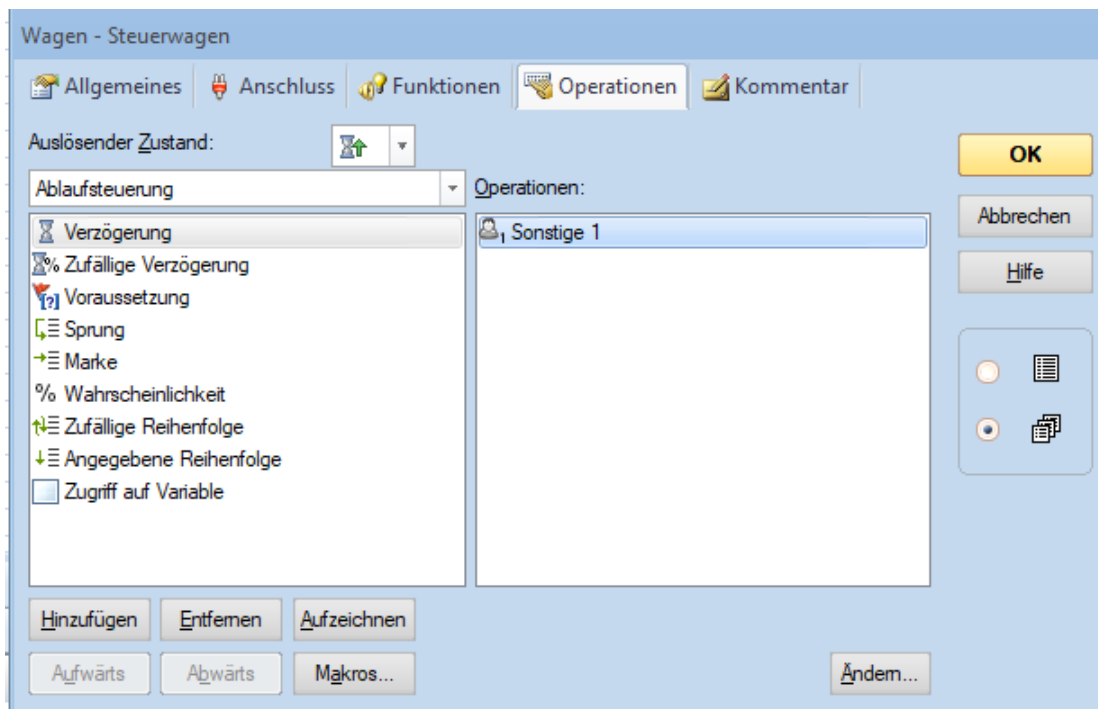 Wagen - Steuerwagen
Allgemeines Anschluss Funktionen Operationen Kommentar
Auslösender Zustand:
OK
Ablaufsteuerung
Operationen:
Abbrechen
Verzögerung
Sonstige 1
Zufällige Verzögerung
Hilfe
Voraussetzung
Sprung
Marke
% Wahrscheinlichkeit
Zufällige Reihenfolge
Angegebene Reihenfolge
Zugriff auf Variable
Hinzufügen Entfernen Aufzeichnen
Aufwärts Abwärts Makros... Ändern...